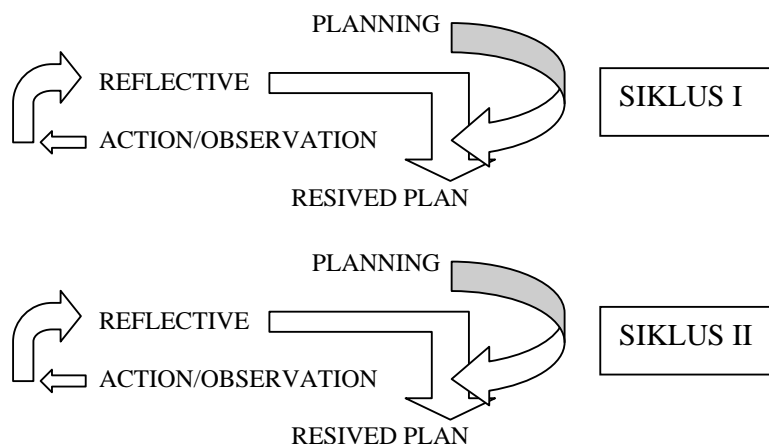 PLANNING
REFLECTIVE
SIKLUS I
ACTION/OBSERVATION
RESIVED PLAN
PLANNING
REFLECTIVE
SIKLUS II
ACTION/OBSERVATION
RESIVED PLAN